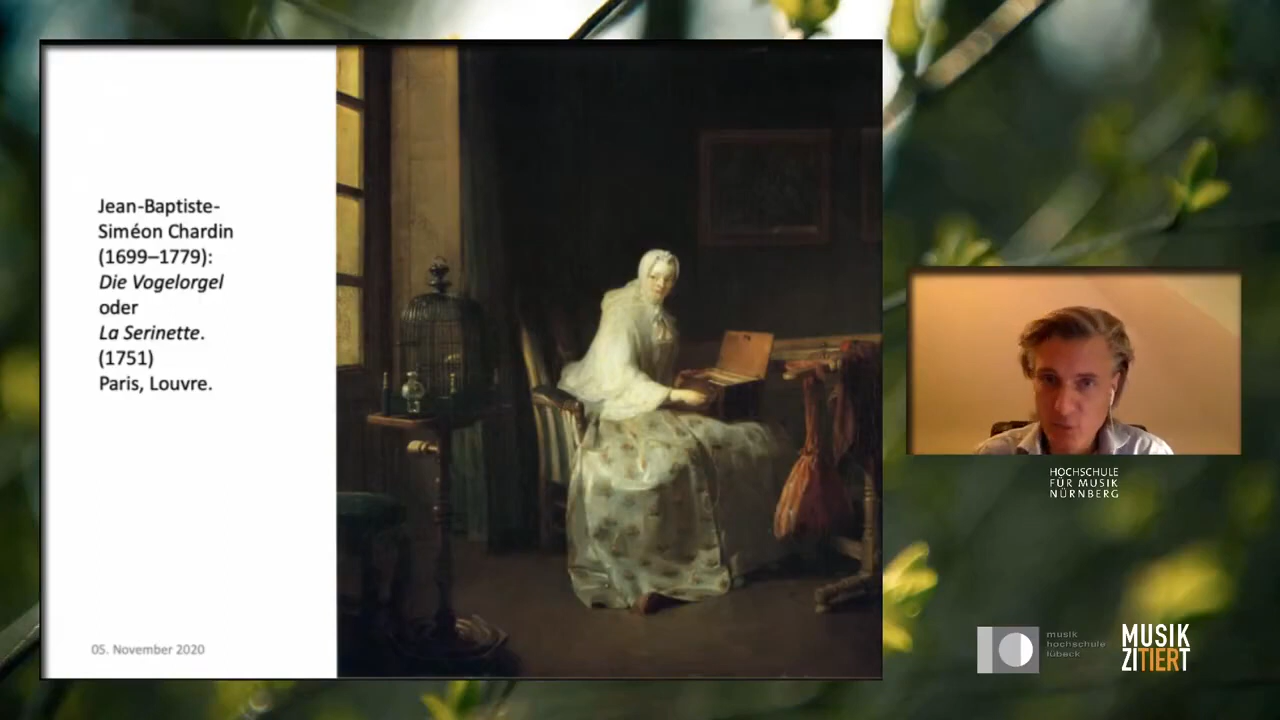 Jean-Baptiste-
Siméon Chardin
(1699–1779):
Die Vogelorgel
oder
La Serinette.
(1751)
Paris, Louvre.
05. November 2020
HOCHSCHULE
FÜR MUSIK
NÜRNBERG
musik
hochschule
lübeck
MUSIK
ZITIERT